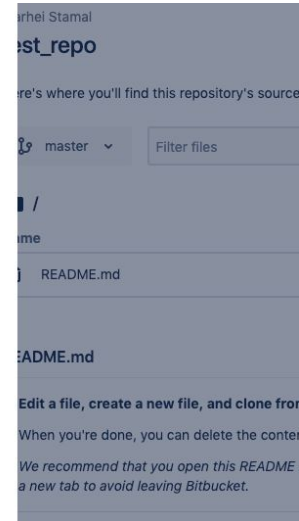 arhei Stamal
est_repo
ere's where you'll find this repository's source
master
Filter files
/
ame
README.md
EADME.md
Edit a file, create a new file, and clone fror
When you're done, you can delete the conter
We recommend that you open this README
a new tab to avoid leaving Bitbucket.